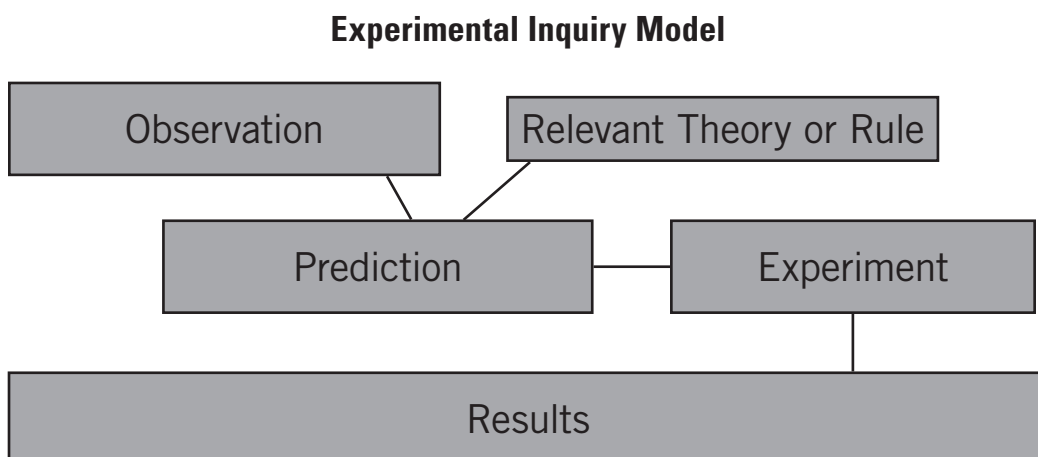 Experimental Inquiry Model
Observation
Relevant Theory or Rule
Prediction
Experiment
Results